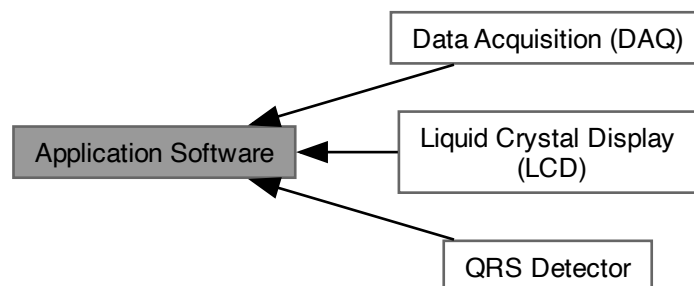 Data Acquisition (DAQ)
Application Software
Liquid Crystal Display
(LCD)
QRS Detector